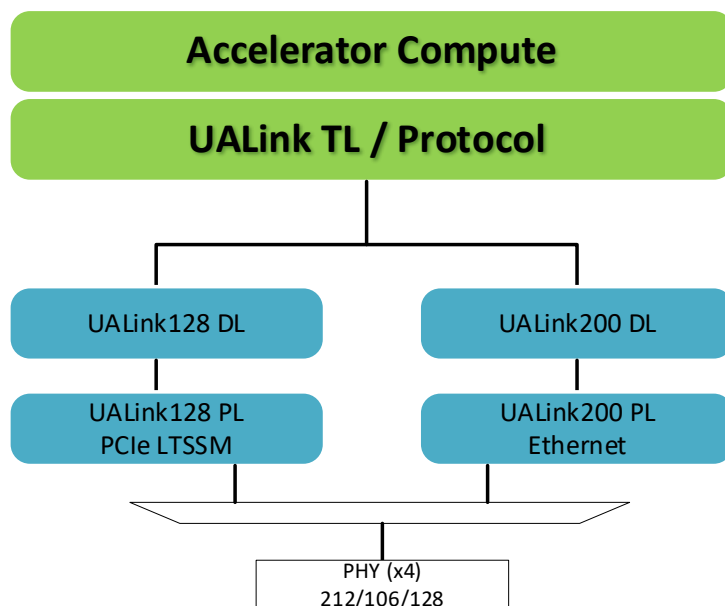 Accelerator Compute
UALink TL / Protocol
UALink128 DL
UALink200 DL
UALink128 PL
PCIe LTSSM
UALink200 PL
Ethernet
PHY (x4)
212/106/128